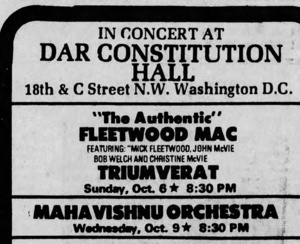 IN CONCERT AT
DAR CONSTITUTION
HALL
18th & C Street N.W. Washington D.C.
"The Authentic"
FLEETWOOD MAC
FEATURING: "MICK FLEETWOOD, JOHN McVIE
BOB WELCH AND CHRISTINE McVIE
TRIUMVERAT
Sunday, Oct. 6★ 8:30 PM
MAHAVISHNU ORCHESTRA
Wednesday, Oct. 9★ 8:30 PM